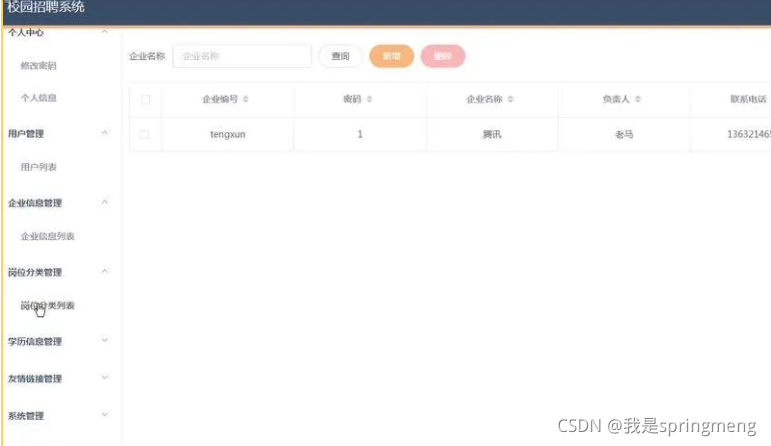 校园招聘系统
个人中心
修改密码
个人信息
用户管理
用户列表
企业信息管理
企业信息列表
岗位分类管理
岗位分类列表
学历信息管理
友情链接管理
系统管理
企业名称 企业名称 查询 新增 删除
企业编号 密码 企业名称 负责人 联系电话
tengxun 1 腾讯 老马 136321465
CSDN @我是springmeng